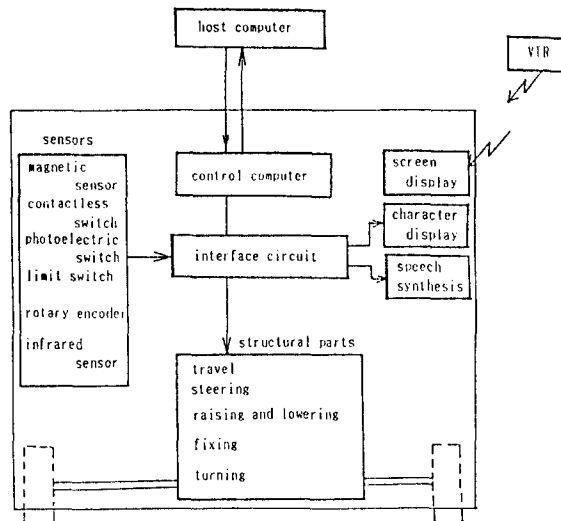 host computer
VTR
sensors
magnetic
sensor
contactless
switch
photoelectric
switch
limit switch
rotary encoder
infrared
sensor
control computer
interface circuit
screen
display
character
display
speech
synthesis
structural parts
travel
steering
raising and lowering
fixing
turning